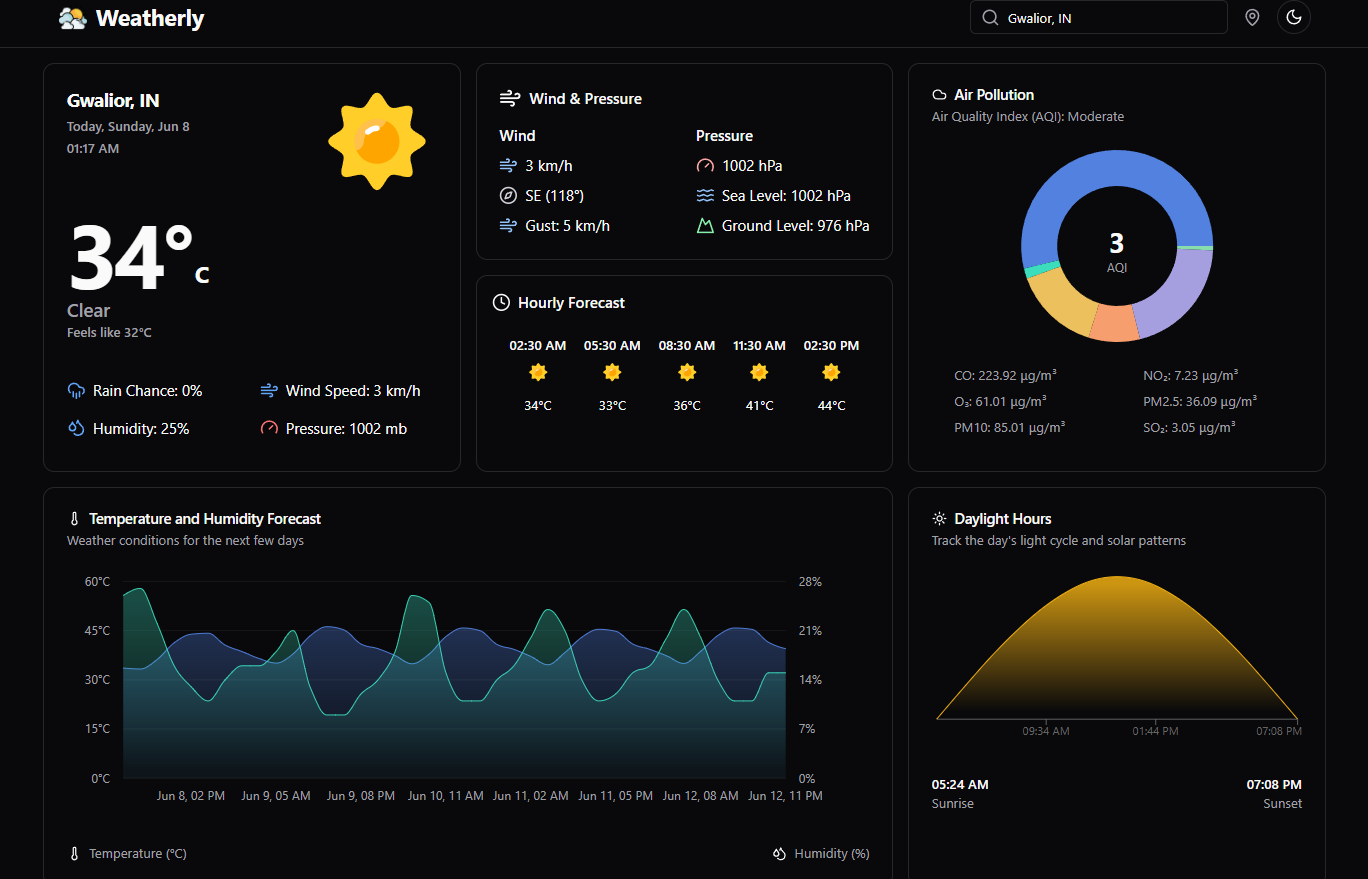 Weatherly
Gwalior, IN
Gwalior, IN
Today, Sunday, Jun 8
01:17 AM
34° C
Clear
Feels like 32°C
Rain Chance: 0%
Wind Speed: 3 km/h
Humidity: 25%
Pressure: 1002 mb
Wind & Pressure
Wind
3 km/h
SE (118°)
Gust: 5 km/h
Pressure
1002 hPa
Sea Level: 1002 hPa
Ground Level: 976 hPa
Hourly Forecast
02:30 AM 05:30 AM 08:30 AM 11:30 AM 02:30 PM
34°C 33°C 36°C 41°C 44°C
Air Pollution
Air Quality Index (AQI): Moderate
3
AQI
CO: 223.92 µg/m³ NO₂: 7.23 µg/m³
O₃: 61.01 µg/m³ PM2.5: 36.09 µg/m³
PM10: 85.01 µg/m³ SO₂: 3.05 µg/m³
Temperature and Humidity Forecast
Weather conditions for the next few days
60°C 28%
45°C 21%
30°C 14%
15°C 7%
0°C 0%
Jun 8, 02 PM Jun 9, 05 AM Jun 9, 08 PM Jun 10, 11 AM Jun 11, 02 AM Jun 11, 05 PM Jun 12, 08 AM Jun 12, 11 PM
Temperature (°C) Humidity (%)
Daylight Hours
Track the day's light cycle and solar patterns
09:34 AM 01:44 PM 07:08 PM
05:24 AM 07:08 PM
Sunrise Sunset